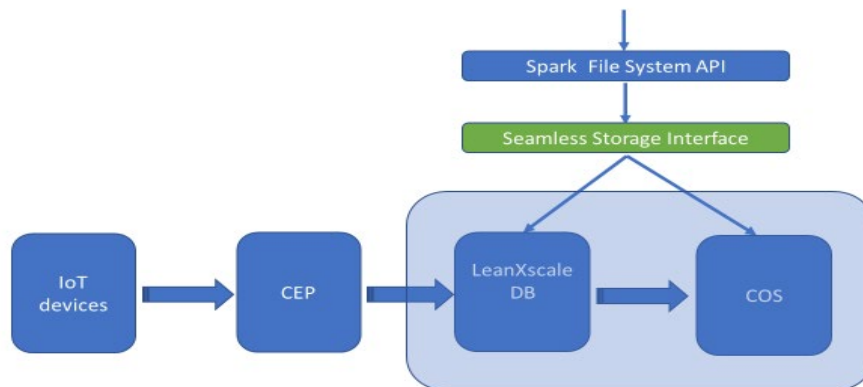 Spark File System API
Seamless Storage Interface
IoT
devices
CEP
LeanXscale
DB
COS